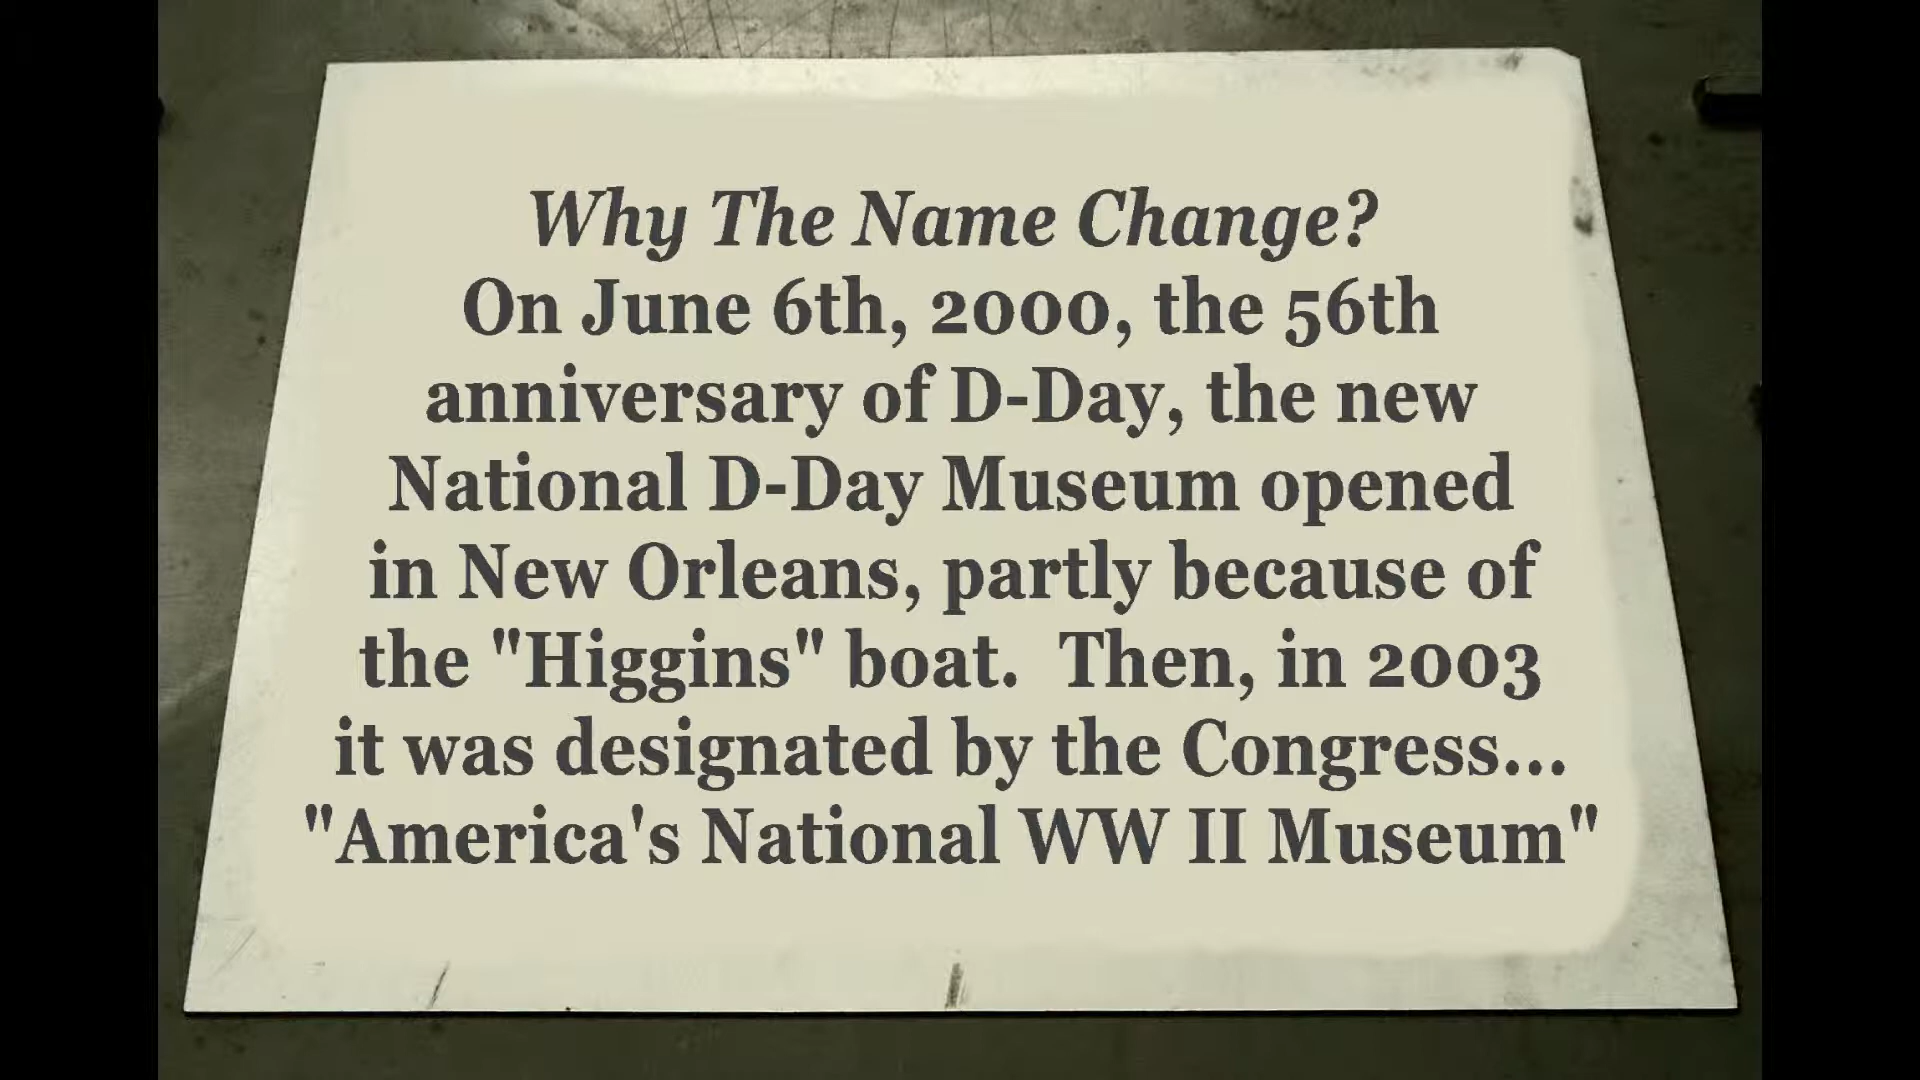 Why The Name Change?
On June 6th, 2000, the 56th
anniversary of D-Day, the new
National D-Day Museum opened
in New Orleans, partly because of
the "Higgins" boat.  Then, in 2003
it was designated by the Congress...
"America's National WW II Museum"